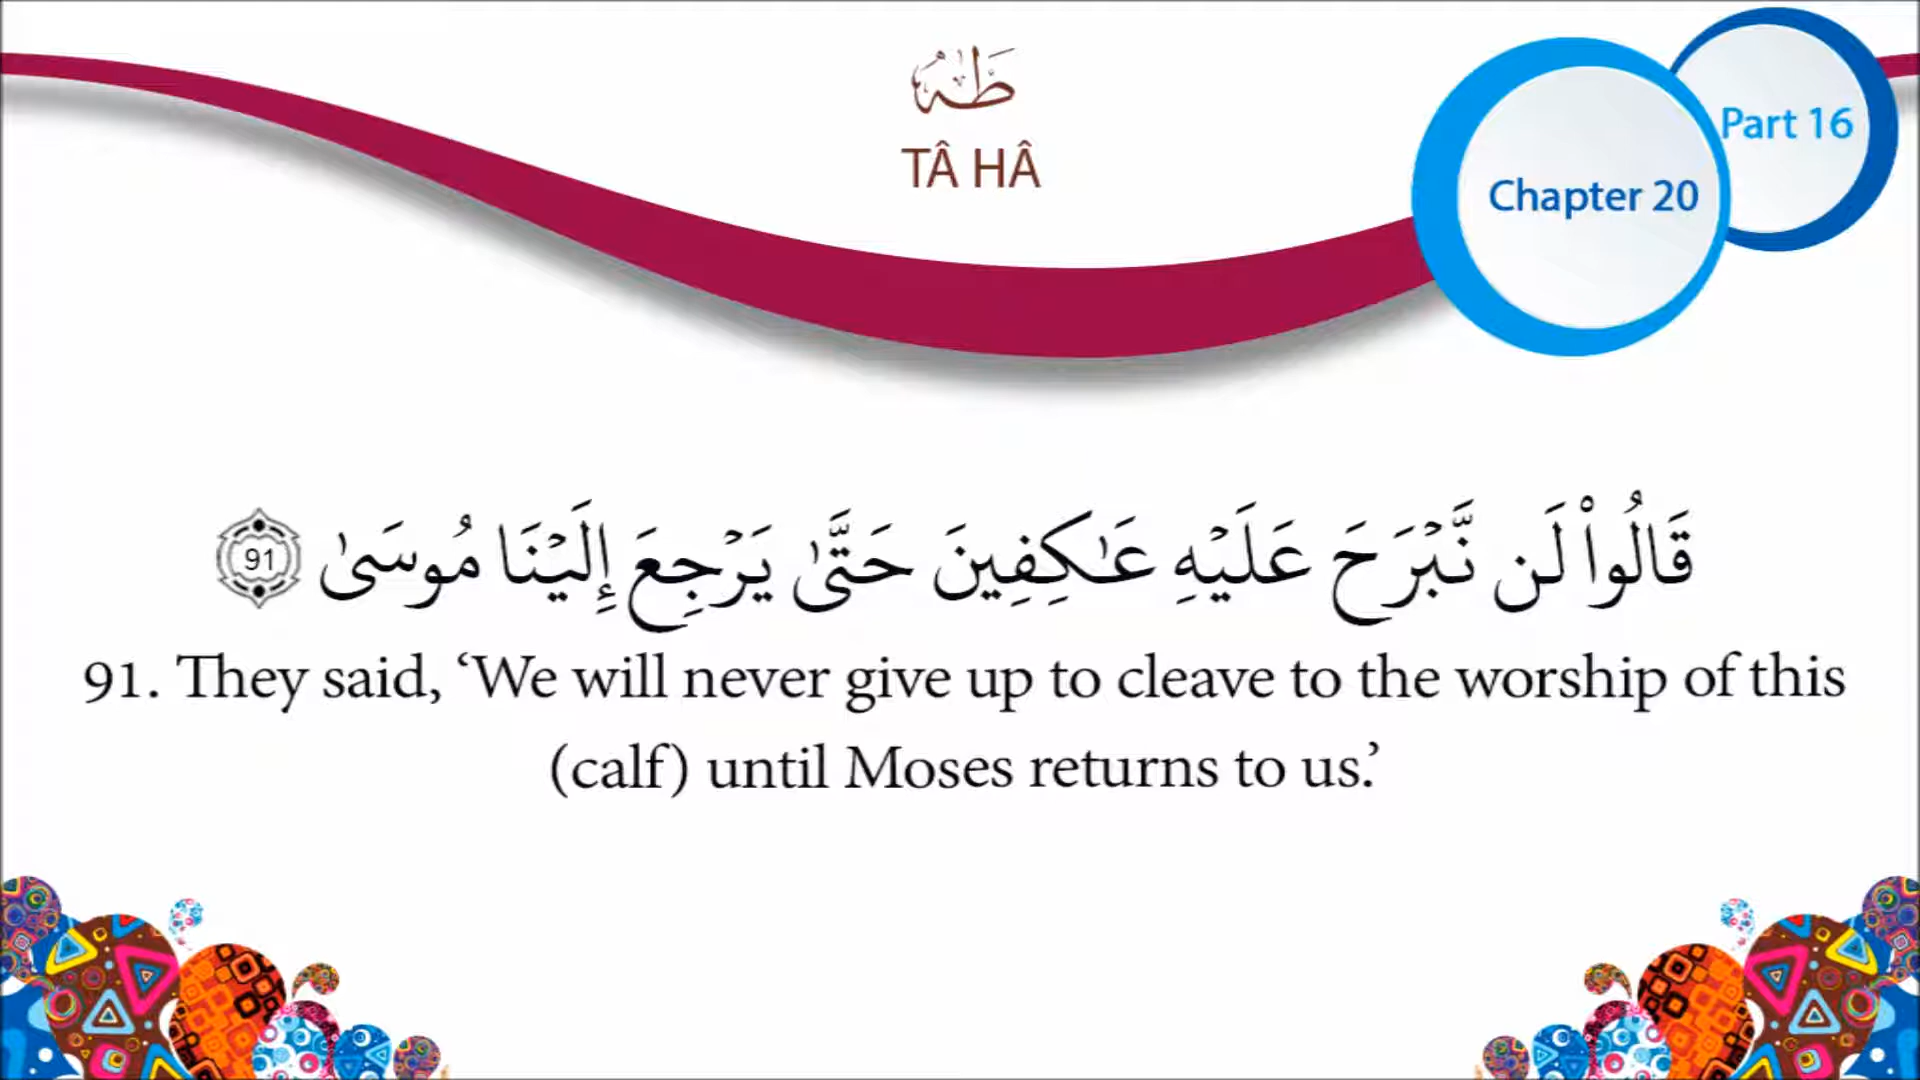 طه
TÂ HÂ
Part 16
Chapter 20
قَالُوا۟ لَن نَّبْرَحَ عَلَيْهِ عَـٰكِفِينَ حَتَّىٰ يَرْجِعَ إِلَيْنَا مُوسَىٰ 91
91. They said, ‘We will never give up to cleave to the worship of this
(calf) until Moses returns to us.’